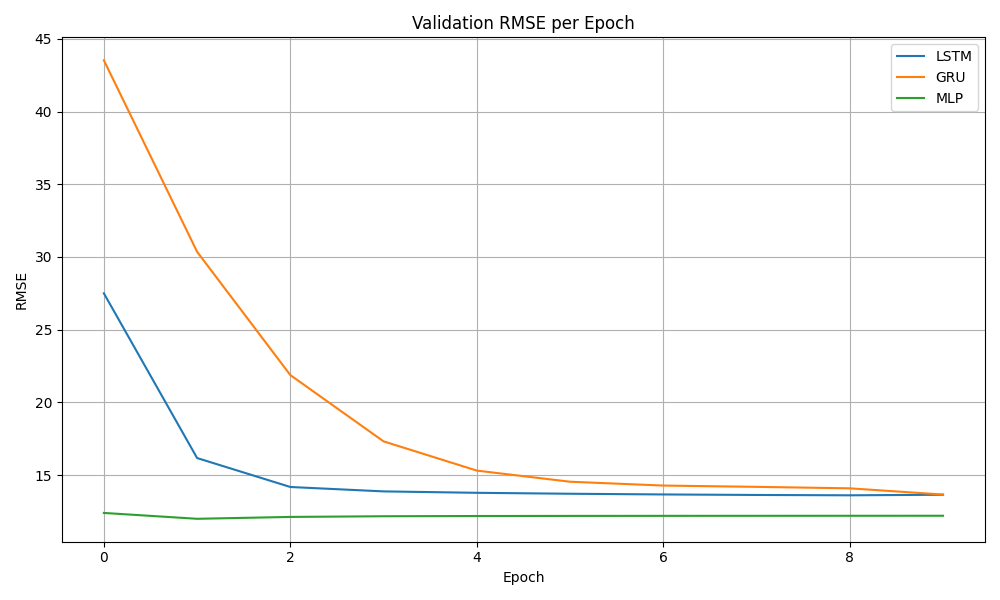 Validation RMSE per Epoch
45
40
35
30
25
20
15
RMSE
LSTM
GRU
MLP
0 2 4 6 8
Epoch